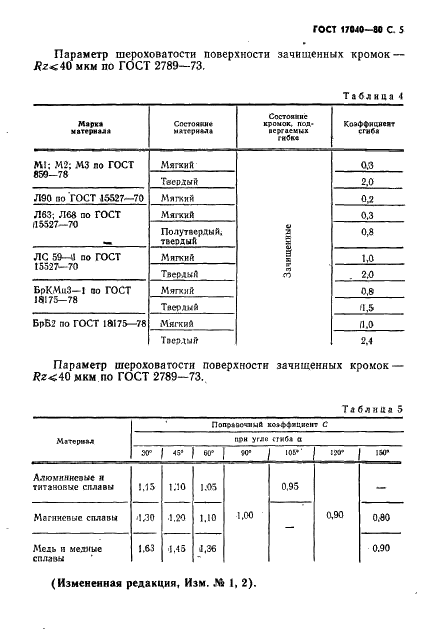 ГОСТ 17040—80 С. 5
Параметр шероховатости поверхности зачищенных кромок —
Rz≤40 мкм по ГОСТ 2789—73.
Таблица 4
Марка материала | Состояние материала | Состояние кромок, под-вергаемых гибке | Коэффициент сгиба
М1; М2; М3 по ГОСТ 859—78 | Мягкий | Зачищенные | 0,3
Твердый | 2,0
Л90 по ГОСТ 15527—70 | Мягкий | 0,2
Л63; Л68 по ГОСТ 15527—70 | Мягкий | 0,3
Полутвердый, твердый | 0,8
ЛС 59—1 по ГОСТ 15527—70 | Мягкий | 1,0
Твердый | 2,0
БрКМц3—1 по ГОСТ 18175—78 | Мягкий | 0,8
Твердый | 1,5
БрБ2 по ГОСТ 18175—78 | Мягкий | 1,0
Твердый | 2,4
Параметр шероховатости поверхности зачищенных кромок —
Rz≤40 мкм по ГОСТ 2789—73.
Таблица 5
Материал | Поправочный коэффициент С
при угле сгиба α
30° | 45° | 60° | 90° | 105° | 120° | 150°
Алюминиевые и титановые сплавы | 1,15 | 1,10 | 1,05 | 1,00 | 0,95 | 0,90 | —
Магниевые сплавы | 1,30 | 1,20 | 1,10 | — | 0,80
Медь и медные сплавы | 1,63 | 1,45 | 1,36 | 0,90
(Измененная редакция, Изм. № 1, 2).